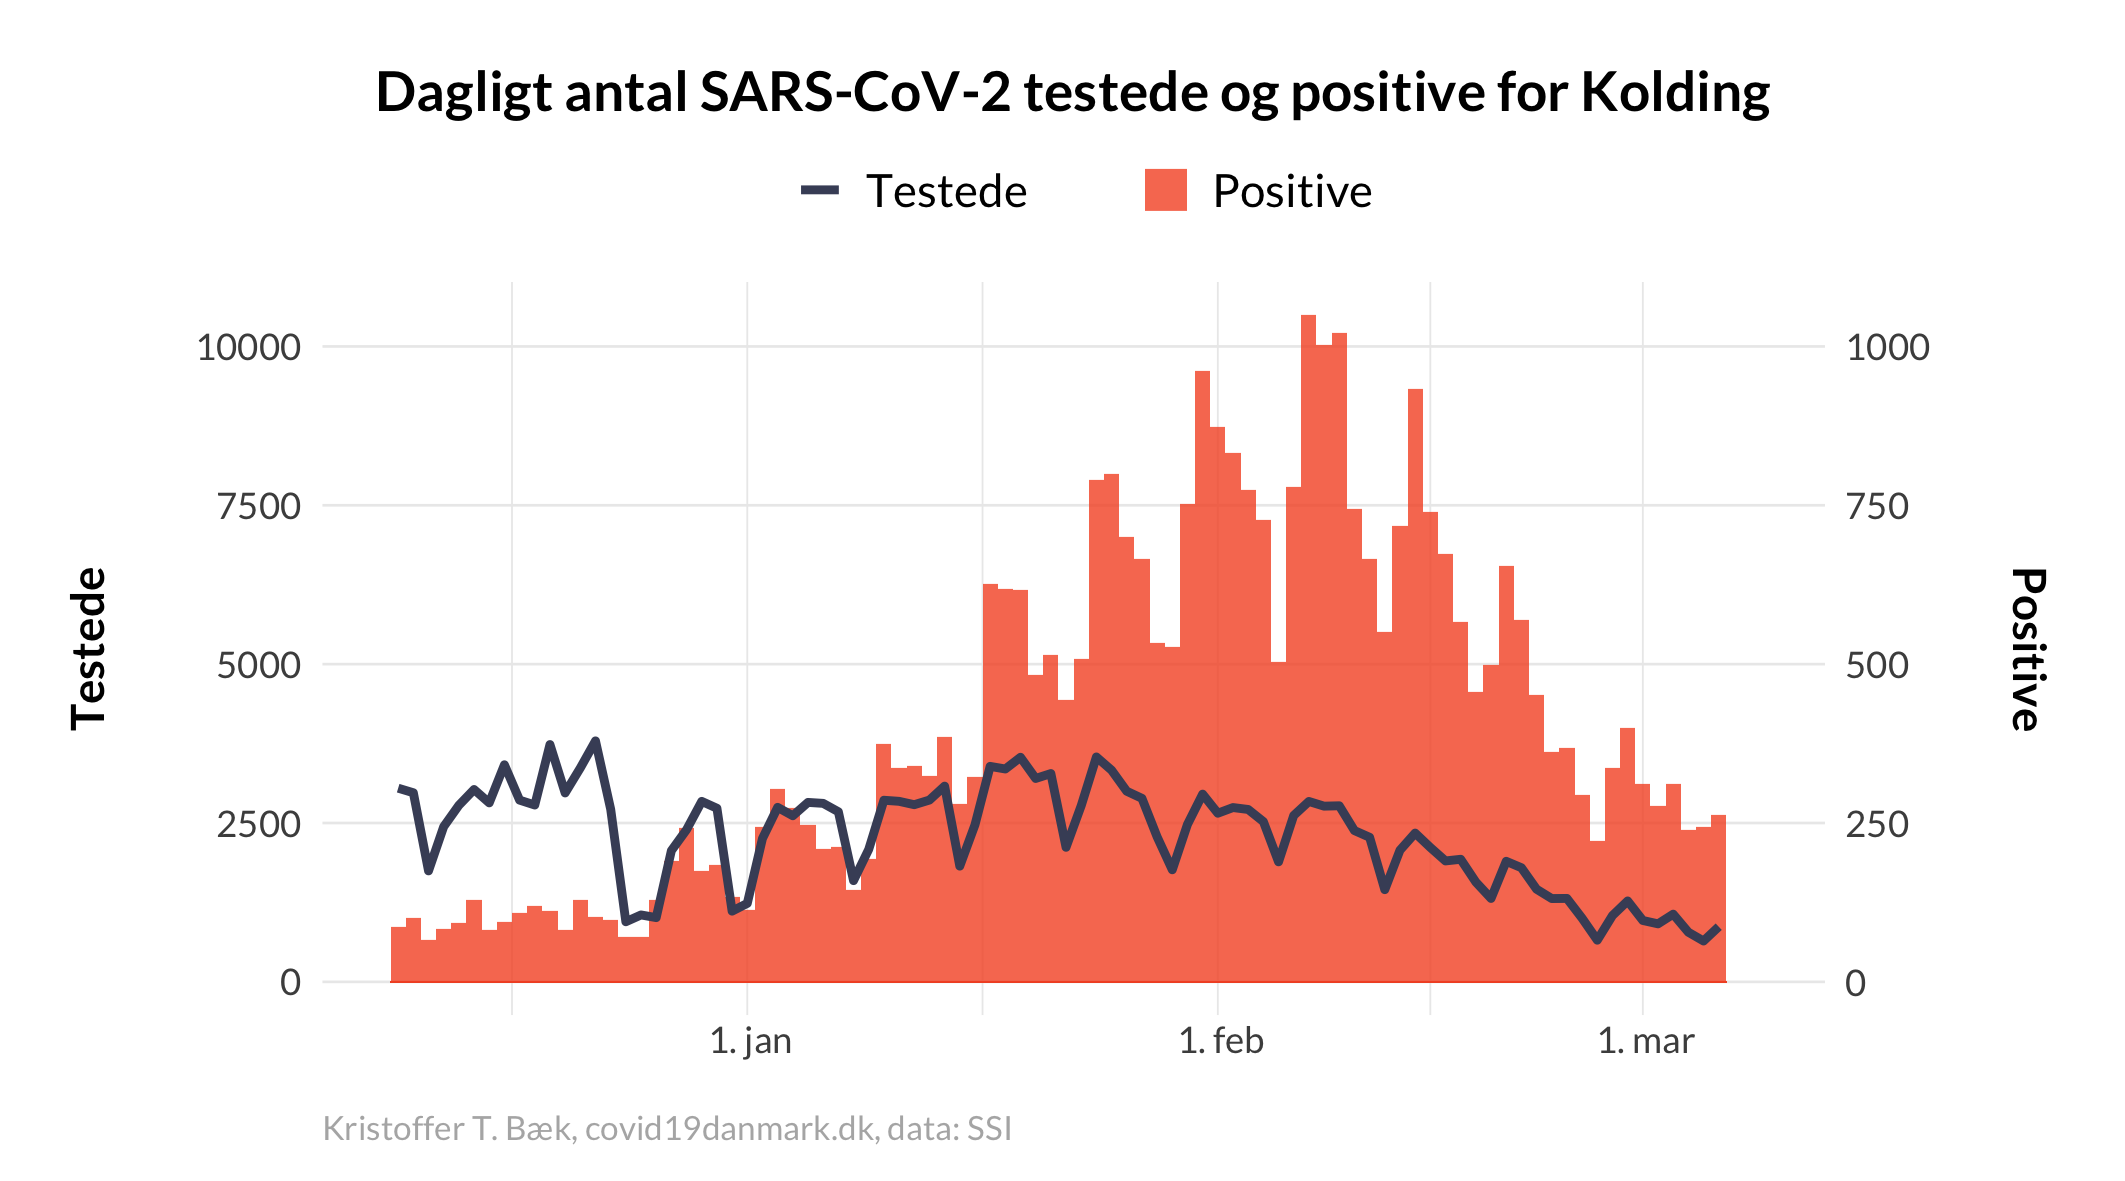 Dagligt antal SARS-CoV-2 testede og positive for Kolding
Testede
Positive
10000
7500
5000
2500
0
Testede
1000
750
500
250
0
Positive
1. jan
1. feb
1. mar
Kristoffer T. Bæk, covid19danmark.dk, data: SSI